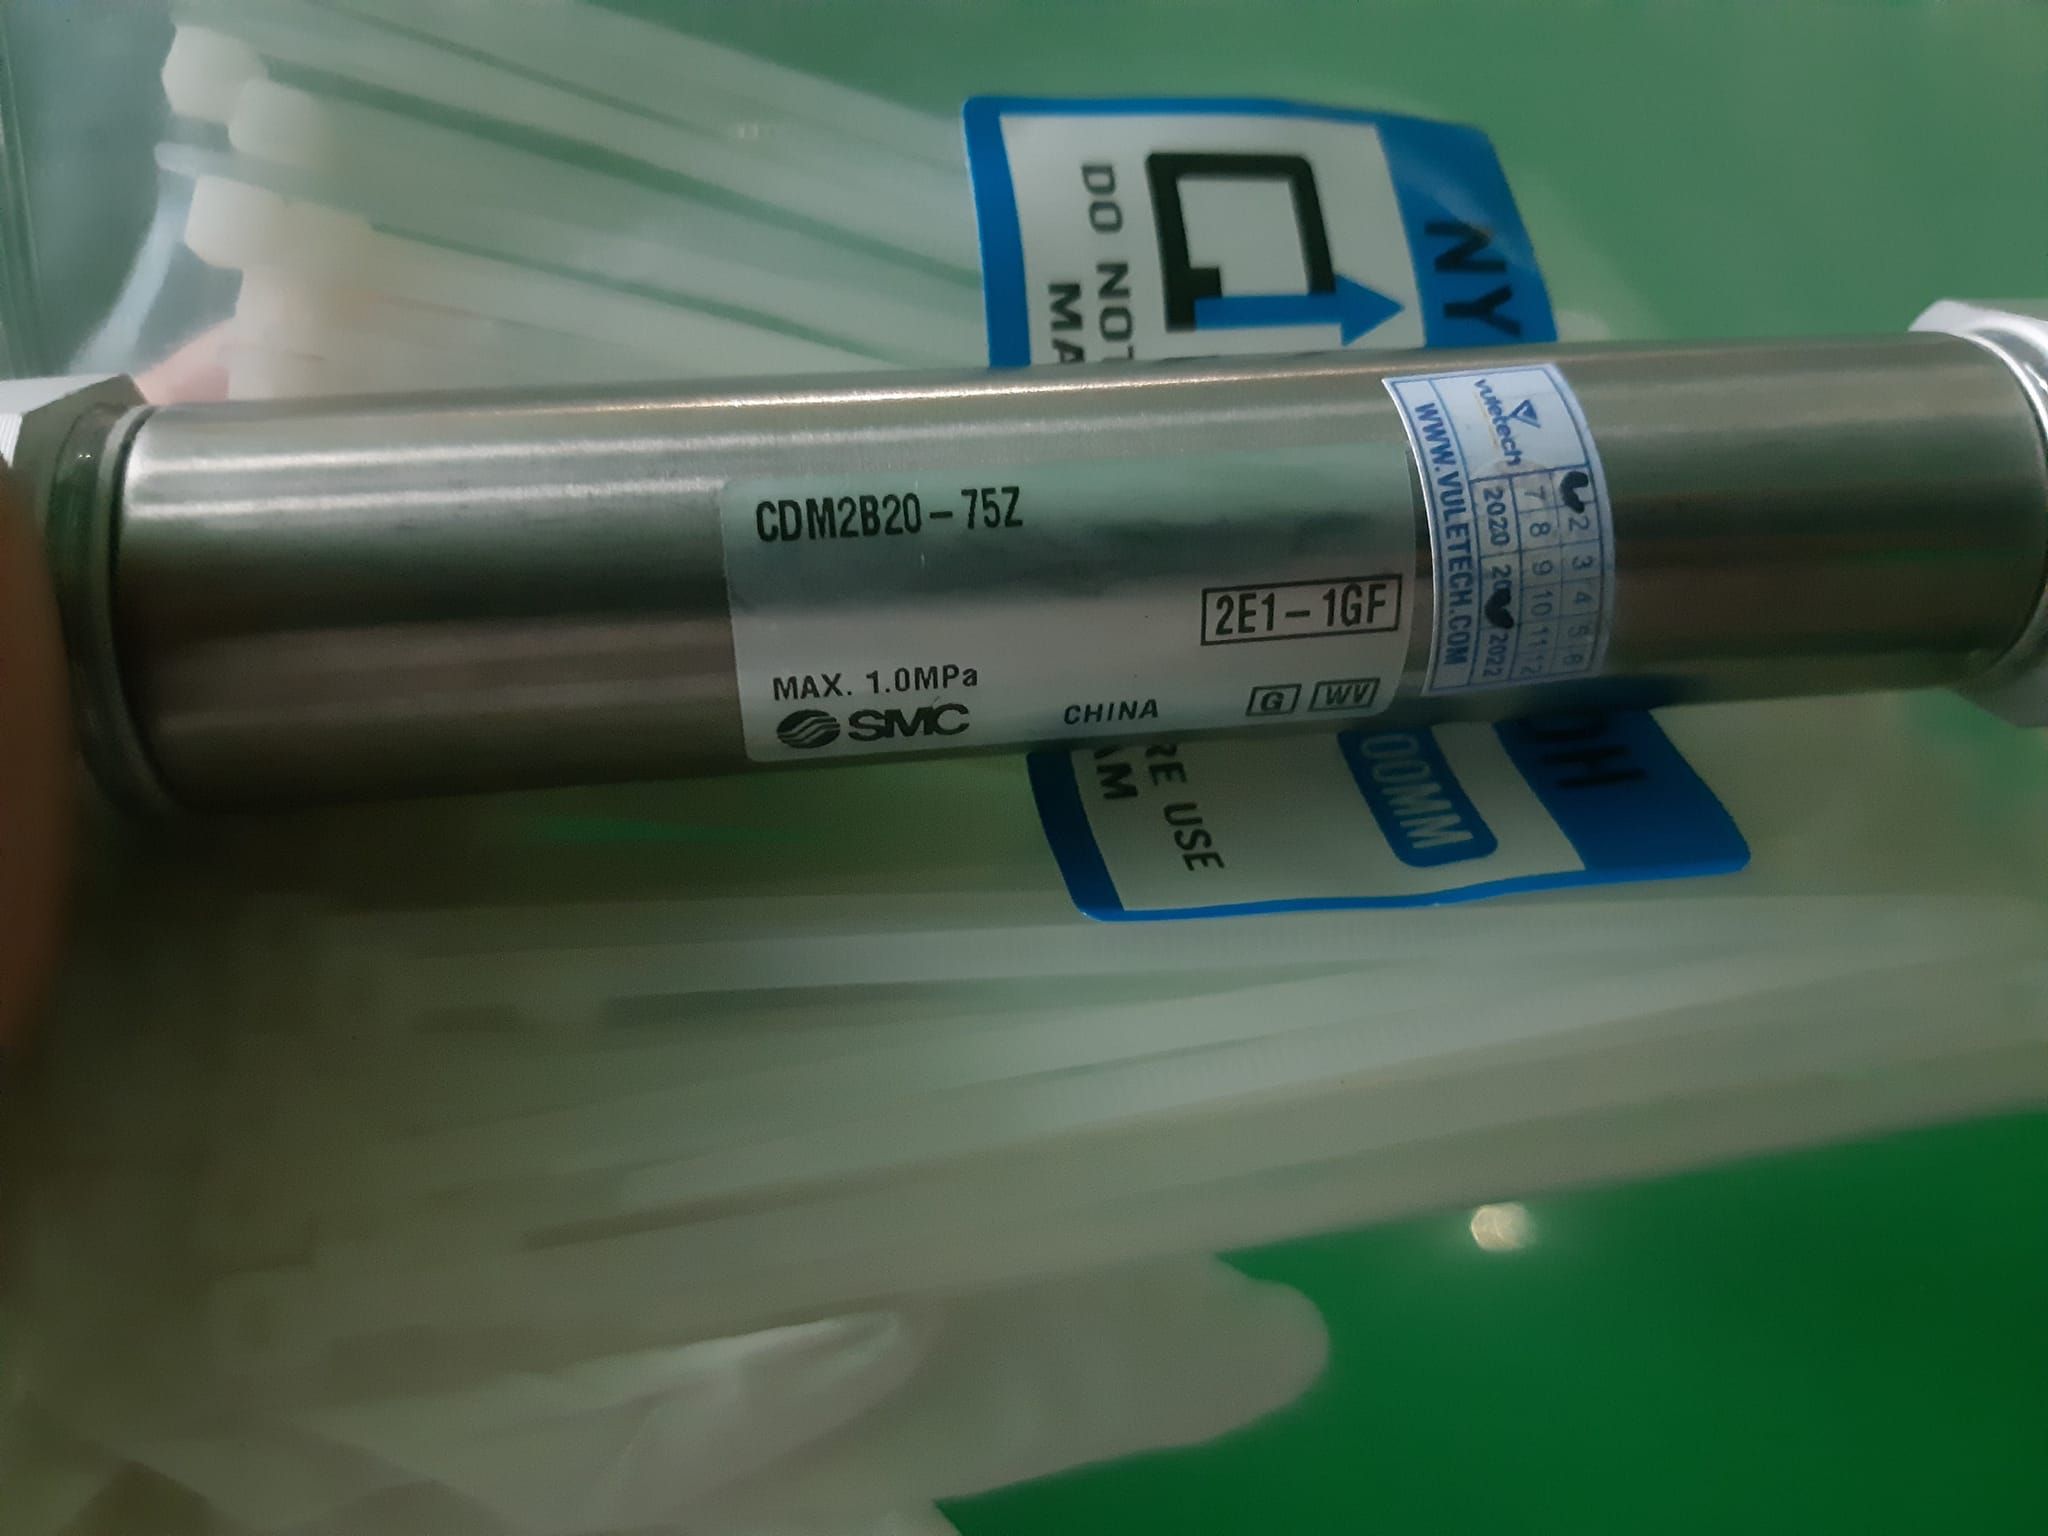 CDM2B20-75Z
2E1-1GF
MAX. 1.0MPa
SMC
CHINA
G WV
vuletech
2 3 4 5 6
7 8 9 10 11 12
2020 2022
WWW.VULETECH.COM
NY
DO NOT
RE USE
00MM